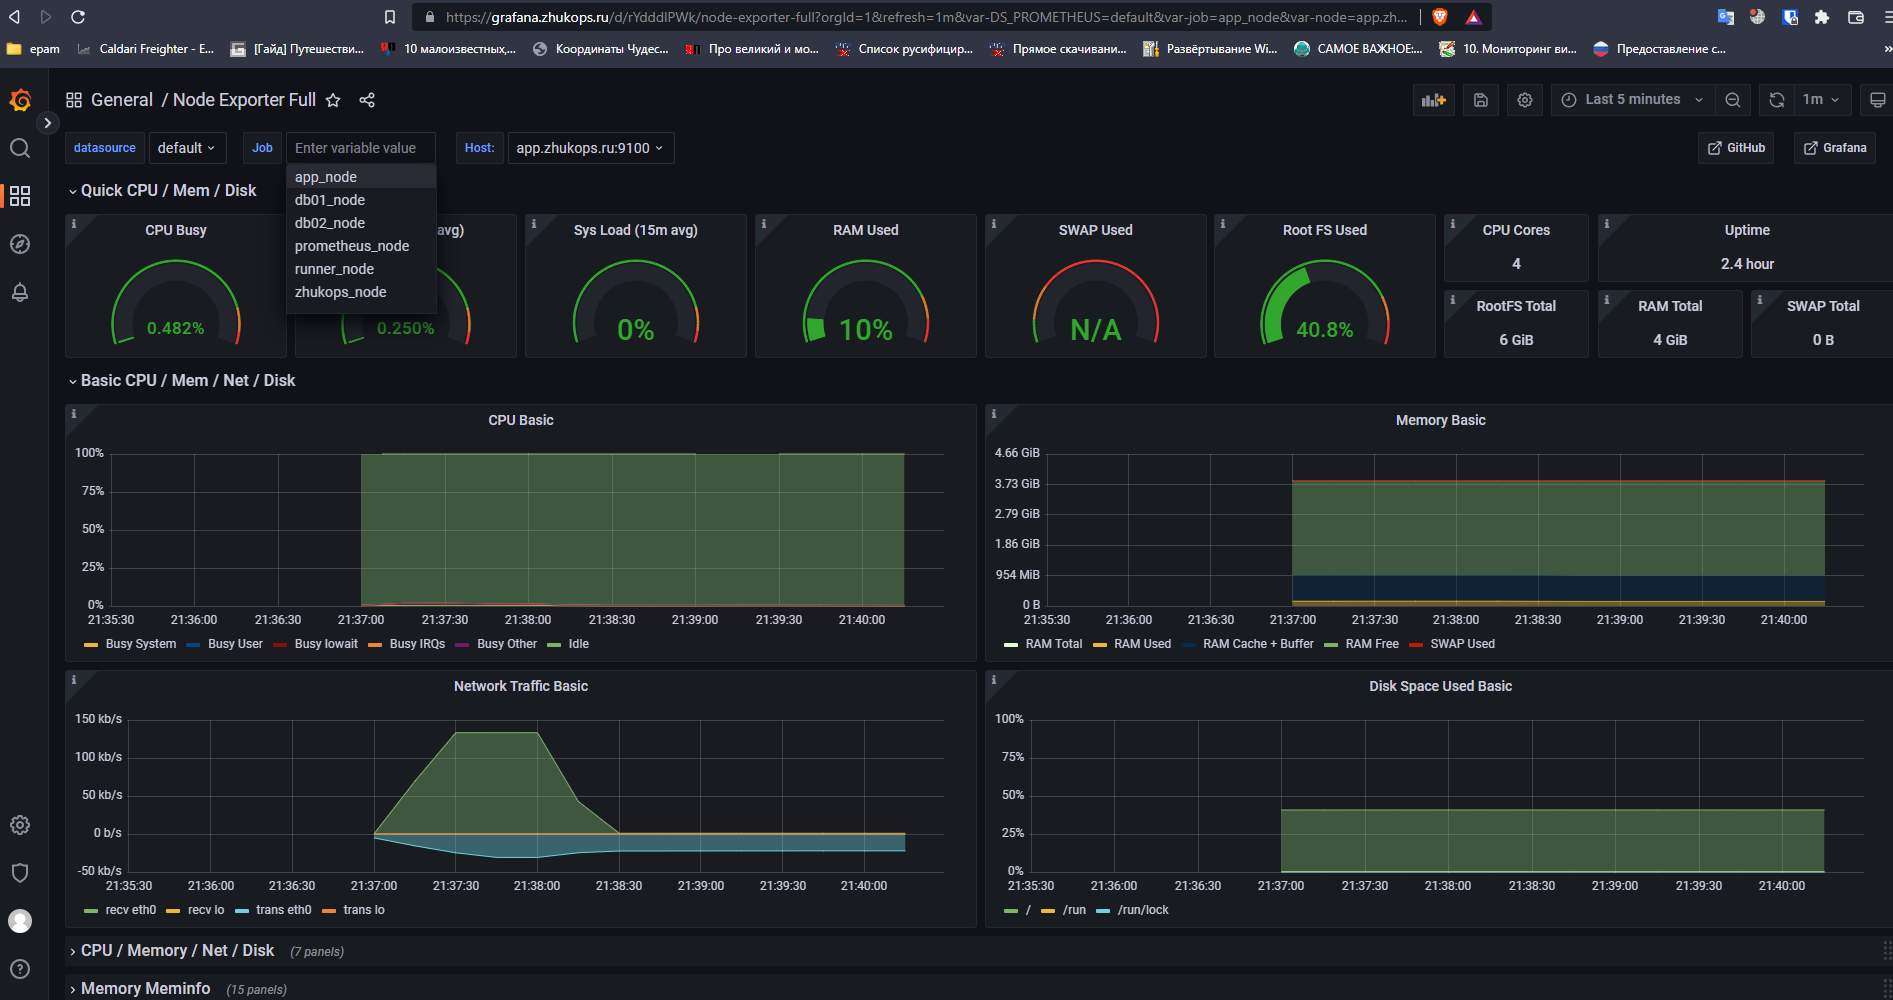 https://grafana.zhukops.ru/d/rYdddlPWk/node-exporter-full?orgId=1&refresh=1m&var-DS_PROMETHEUS=default&var-job=app_node&var-node=app.zh...
epam
Caldari Freighter - E...
[Гайд] Путешестви...
10 малоизвестных,...
Координаты Чудес...
Про великий и мо...
Список русифицир...
Прямое скачивани...
Развёртывание Wi...
САМОЕ ВАЖНОЕ:...
10. Мониторинг ви...
Предоставление с...
»
General / Node Exporter Full
Last 5 minutes
1m
datasource default
Job Enter variable value
Host: app.zhukops.ru:9100
GitHub
Grafana
app_node
db01_node
db02_node
prometheus_node
runner_node
zhukops_node
Quick CPU / Mem / Disk
CPU Busy
0.482%
avg)
0.250%
Sys Load (15m avg)
0%
RAM Used
10%
SWAP Used
N/A
Root FS Used
40.8%
CPU Cores
4
Uptime
2.4 hour
RootFS Total
6 GiB
RAM Total
4 GiB
SWAP Total
0 B
Basic CPU / Mem / Net / Disk
CPU Basic
100%
75%
50%
25%
0%
21:35:30 21:36:00 21:36:30 21:37:00 21:37:30 21:38:00 21:38:30 21:39:00 21:39:30 21:40:00
Busy System Busy User Busy Iowait Busy IRQs Busy Other Idle
Memory Basic
4.66 GiB
3.73 GiB
2.79 GiB
1.86 GiB
954 MiB
0 B
21:35:30 21:36:00 21:36:30 21:37:00 21:37:30 21:38:00 21:38:30 21:39:00 21:39:30 21:40:00
RAM Total RAM Used RAM Cache + Buffer RAM Free SWAP Used
Network Traffic Basic
150 kb/s
100 kb/s
50 kb/s
0 b/s
-50 kb/s
21:35:30 21:36:00 21:36:30 21:37:00 21:37:30 21:38:00 21:38:30 21:39:00 21:39:30 21:40:00
recv eth0 recv lo trans eth0 trans lo
Disk Space Used Basic
100%
75%
50%
25%
0%
21:35:30 21:36:00 21:36:30 21:37:00 21:37:30 21:38:00 21:38:30 21:39:00 21:39:30 21:40:00
/ /run /run/lock
CPU / Memory / Net / Disk (7 panels)
Memory Meminfo (15 panels)